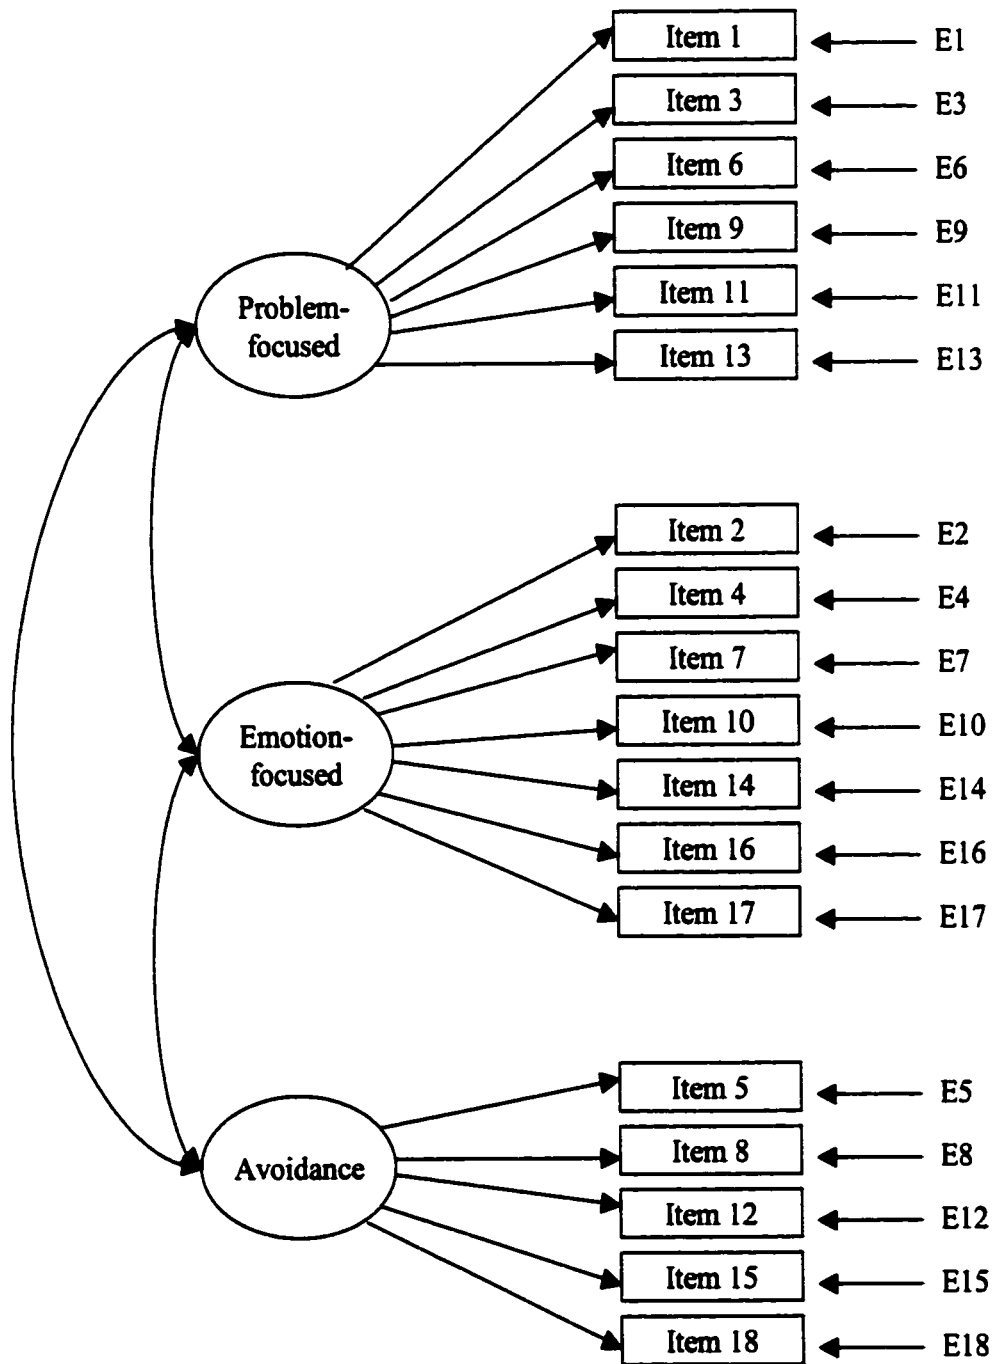 Item 1 E1
Item 3 E3
Item 6 E6
Item 9 E9
Item 11 E11
Item 13 E13
Problem-
focused
Item 2 E2
Item 4 E4
Item 7 E7
Item 10 E10
Item 14 E14
Item 16 E16
Item 17 E17
Emotion-
focused
Item 5 E5
Item 8 E8
Item 12 E12
Item 15 E15
Item 18 E18
Avoidance